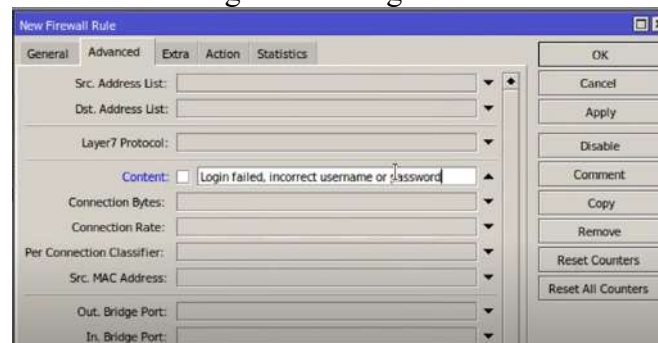 New Firewall Rule
General Advanced Extra Action Statistics
Src. Address List:
Dst. Address List:
Layer7 Protocol:
Content: Login failed, incorrect username or password
Connection Bytes:
Connection Rate:
Per Connection Classifier:
Src. MAC Address:
Out. Bridge Port:
In. Bridge Port:
OK
Cancel
Apply
Disable
Comment
Copy
Remove
Reset Counters
Reset All Counters